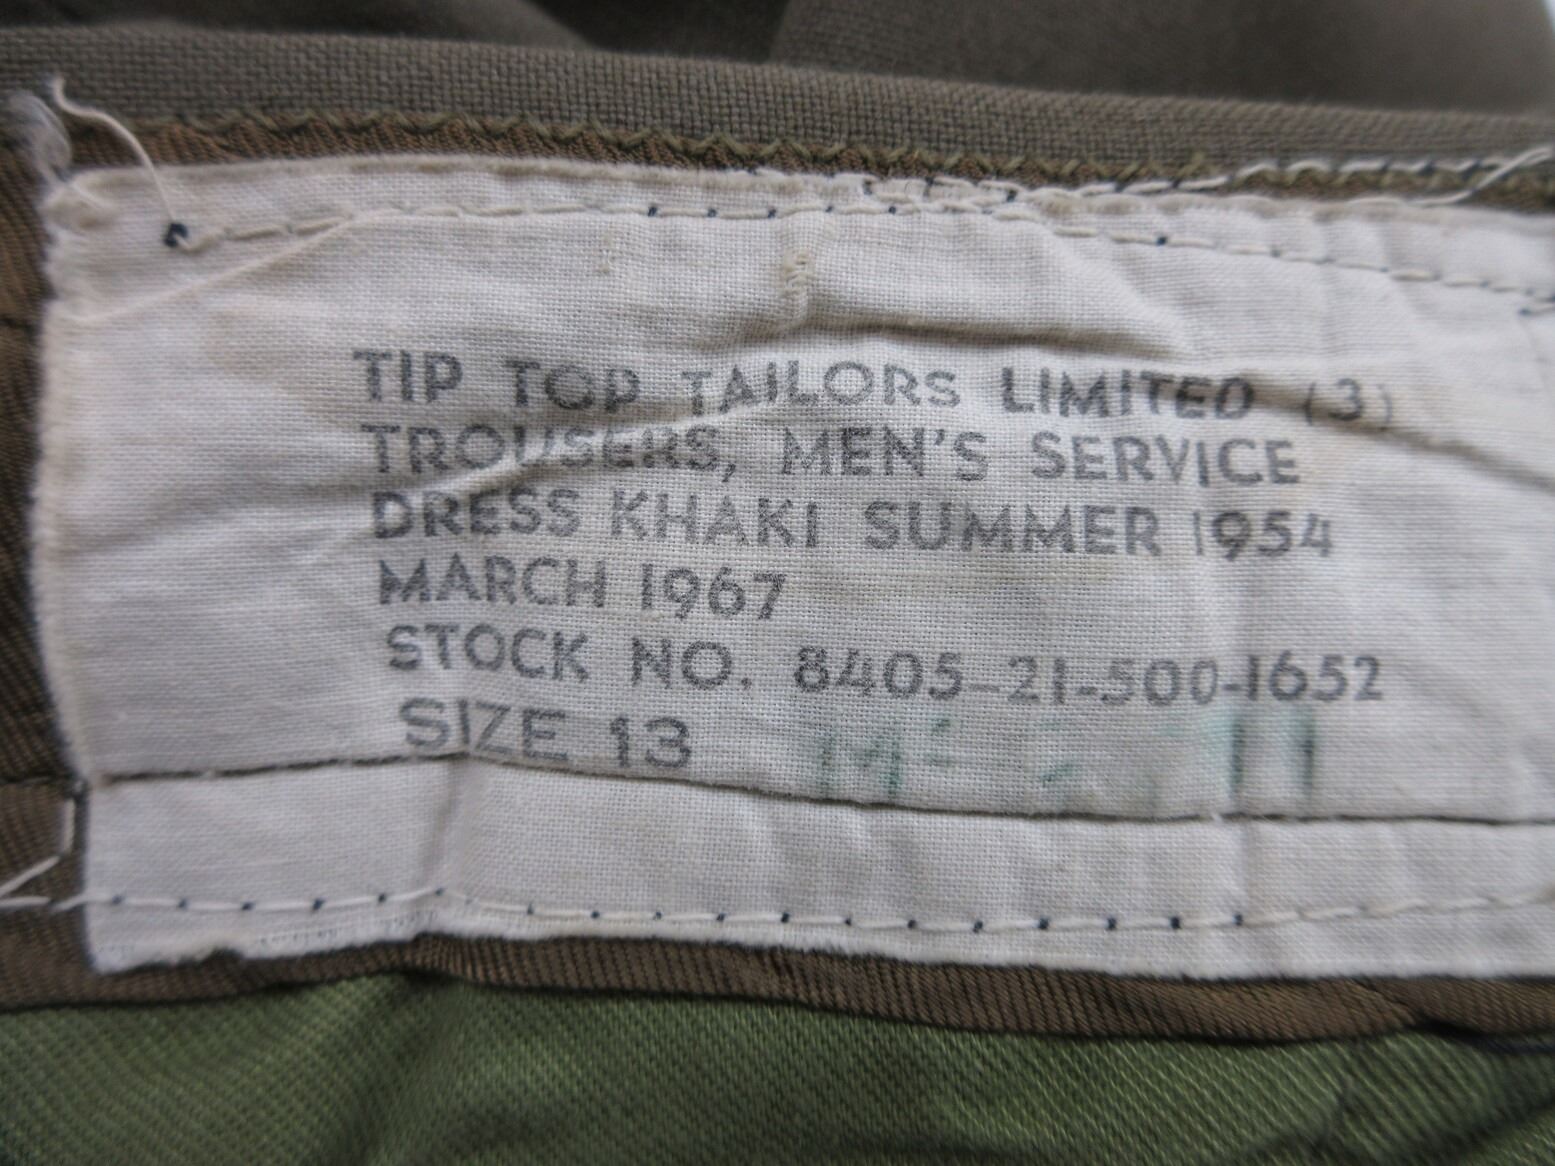 TIP TOP TAILORS LIMITED (3)
TROUSERS, MEN'S SERVICE
DRESS KHAKI SUMMER 1954
MARCH 1967
STOCK NO. 8405-21-500-1652
SIZE 13